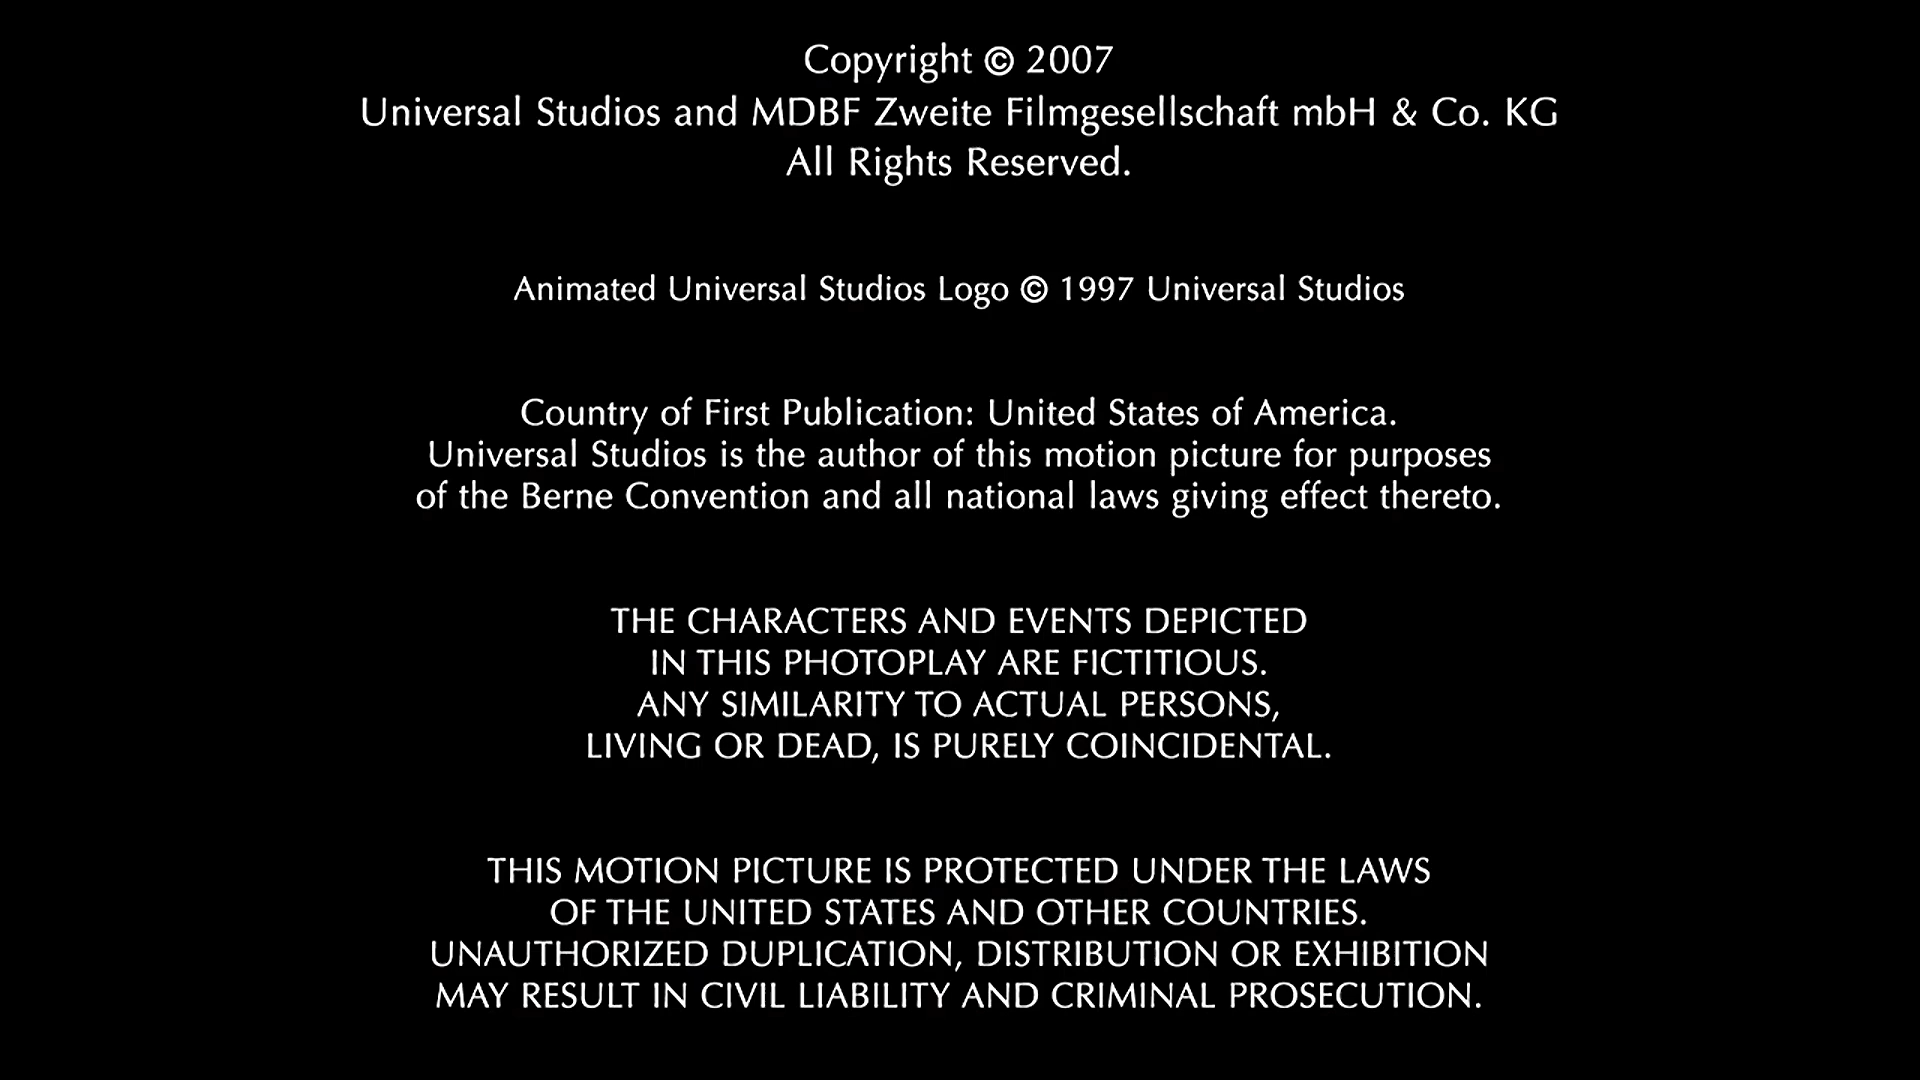 Copyright © 2007
Universal Studios and MDBF Zweite Filmgesellschaft mbH & Co. KG
All Rights Reserved.
Animated Universal Studios Logo © 1997 Universal Studios
Country of First Publication: United States of America.
Universal Studios is the author of this motion picture for purposes
of the Berne Convention and all national laws giving effect thereto.
THE CHARACTERS AND EVENTS DEPICTED
IN THIS PHOTOPLAY ARE FICTITIOUS.
ANY SIMILARITY TO ACTUAL PERSONS,
LIVING OR DEAD, IS PURELY COINCIDENTAL.
THIS MOTION PICTURE IS PROTECTED UNDER THE LAWS
OF THE UNITED STATES AND OTHER COUNTRIES.
UNAUTHORIZED DUPLICATION, DISTRIBUTION OR EXHIBITION
MAY RESULT IN CIVIL LIABILITY AND CRIMINAL PROSECUTION.